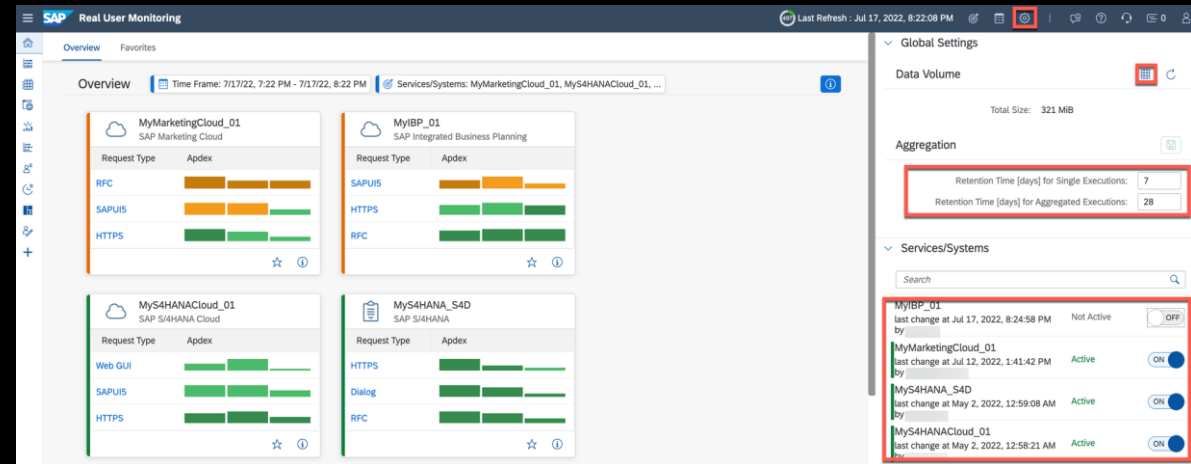 SAP Real User Monitoring
497 Last Refresh : Jul 17, 2022, 8:22:08 PM
0
Overview Favorites
Overview
Time Frame: 7/17/22, 7:22 PM - 7/17/22, 8:22 PM
Services/Systems: MyMarketingCloud_01, MyS4HANACloud_01, ...
MyMarketingCloud_01
SAP Marketing Cloud
Request Type Apdex
RFC
SAPUI5
HTTPS
MyIBP_01
SAP Integrated Business Planning
Request Type Apdex
SAPUI5
HTTPS
RFC
MyS4HANACloud_01
SAP S/4HANA Cloud
Request Type Apdex
Web GUI
SAPUI5
HTTPS
MyS4HANA_S4D
SAP S/4HANA
Request Type Apdex
HTTPS
Dialog
RFC
Global Settings
Data Volume
Total Size: 321 MiB
Aggregation
Retention Time [days] for Single Executions: 7
Retention Time [days] for Aggregated Executions: 28
Services/Systems
Search
MyIBP_01
last change at Jul 17, 2022, 8:24:58 PM Not Active OFF
by
MyMarketingCloud_01
last change at Jul 12, 2022, 1:41:42 PM Active ON
by
MyS4HANA_S4D
last change at May 2, 2022, 12:59:08 AM Active ON
by
MyS4HANACloud_01
last change at May 2, 2022, 12:58:21 AM Active ON
by